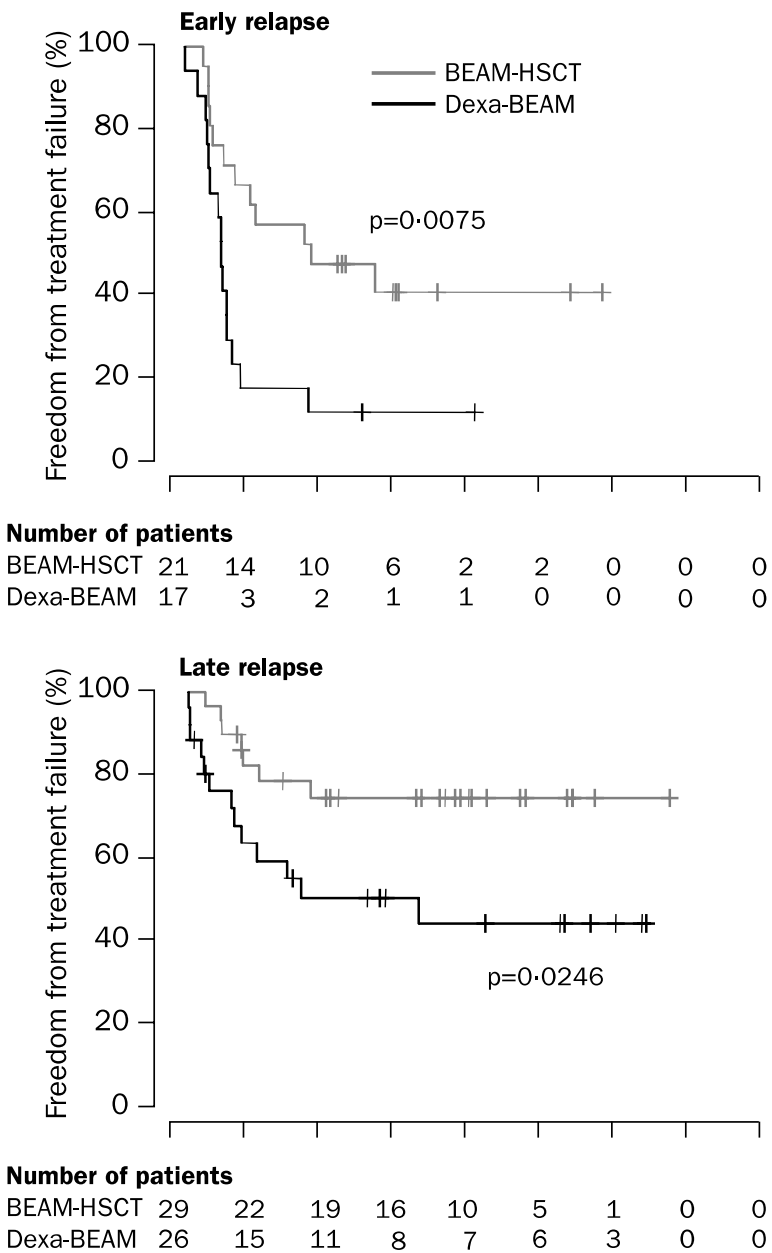 Early relapse
Freedom from treatment failure (%)
100
80
60
40
20
0
BEAM-HSCT
Dexa-BEAM
p=0·0075
Number of patients
BEAM-HSCT 21 14 10 6 2 2 0 0 0
Dexa-BEAM 17 3 2 1 1 0 0 0 0
Late relapse
Freedom from treatment failure (%)
100
80
60
40
20
0
p=0·0246
Number of patients
BEAM-HSCT 29 22 19 16 10 5 1 0 0
Dexa-BEAM 26 15 11 8 7 6 3 0 0